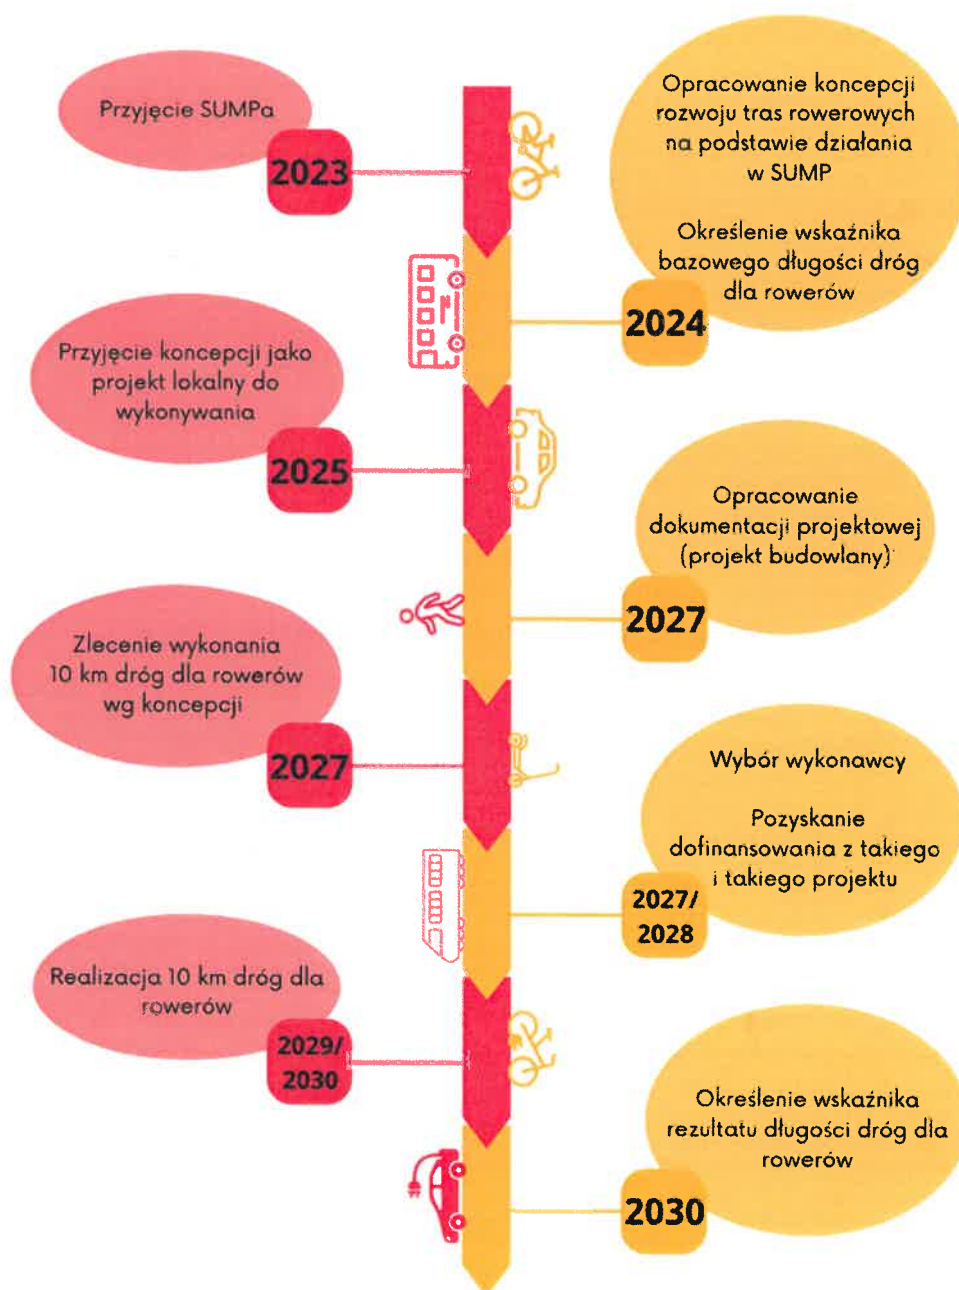 Przyjęcie SUMPa
2023
Opracowanie koncepcji
rozwoju tras rowerowych
na podstawie działania
w SUMP
Określenie wskaźnika
bazowego długości dróg
dla rowerów
2024
Przyjęcie koncepcji jako
projekt lokalny do
wykonywania
2025
Opracowanie
dokumentacji projektowej
(projekt budowlany)
2027
Zlecenie wykonania
10 km dróg dla rowerów
wg koncepcji
2027
Wybór wykonawcy
Pozyskanie
dofinansowania z takiego
i takiego projektu
2027/
2028
Realizacja 10 km dróg dla
rowerów
2029/
2030
Określenie wskaźnika
rezultatu długości dróg dla
rowerów
2030